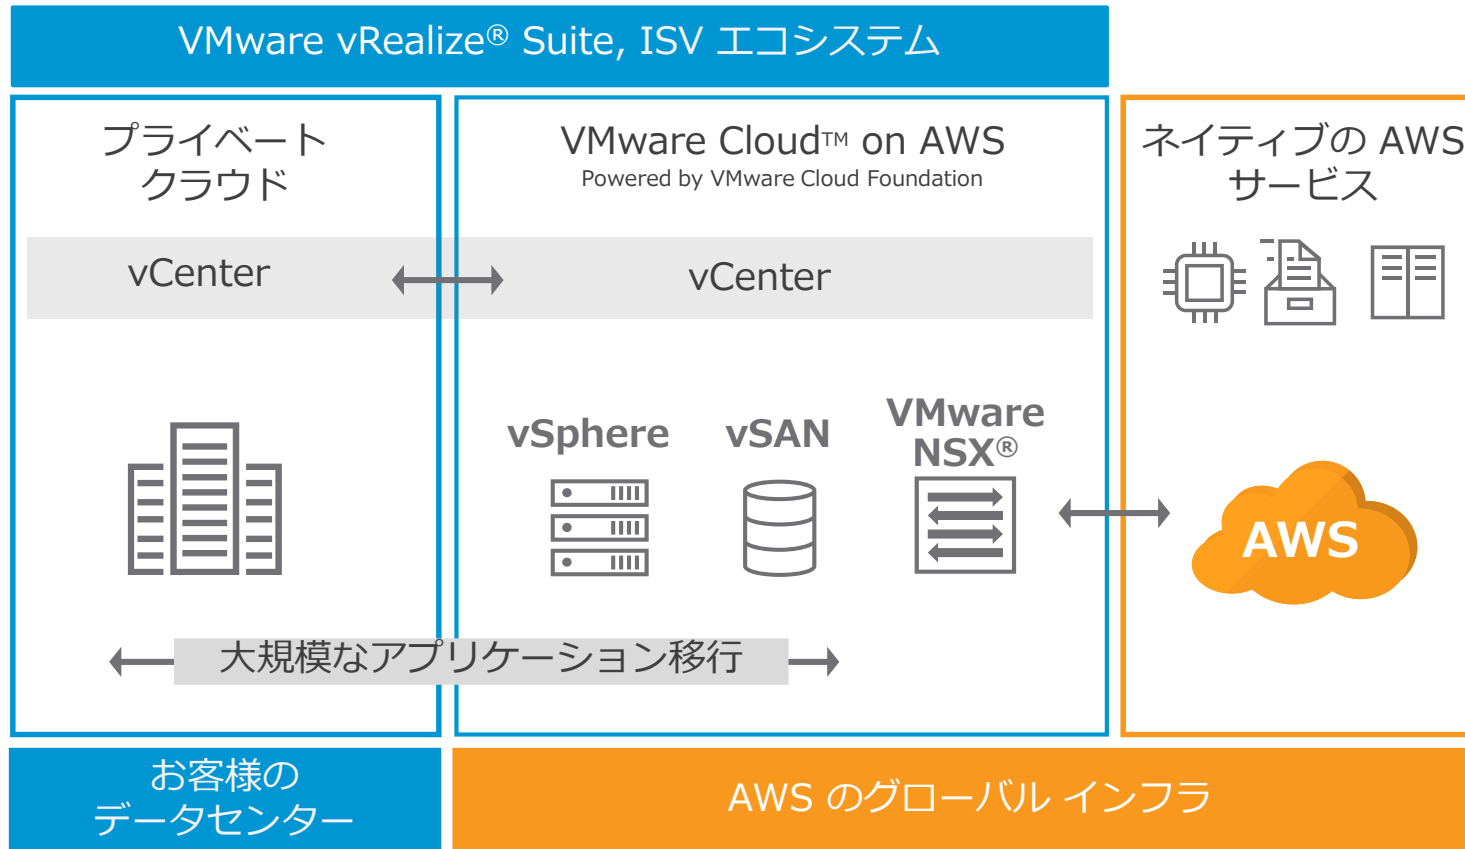 VMware vRealize® Suite, ISV エコシステム
プライベート
クラウド
VMware Cloud™ on AWS
Powered by VMware Cloud Foundation
ネイティブの AWS
サービス
vCenter
vCenter
vSphere
vSAN
VMware
NSX®
AWS
大規模なアプリケーション移行
お客様の
データセンター
AWS のグローバル インフラ